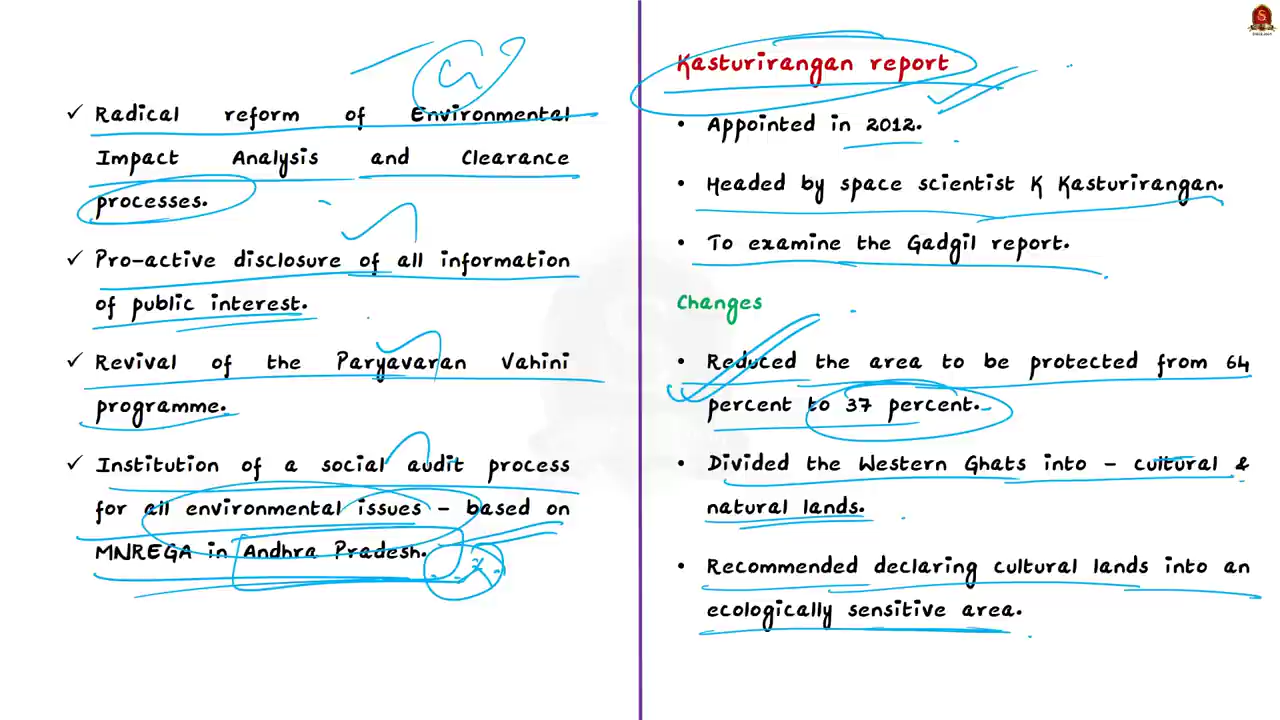 ✓ Radical reform of Environmental
Impact Analysis and Clearance
processes.
✓ Pro-active disclosure of all information
of public interest.
✓ Revival of the Paryavaran Vahini
programme.
✓ Institution of a social audit process
for all environmental issues – based on
MNREGA in Andhra Pradesh.
Kasturirangan report
• Appointed in 2012.
• Headed by space scientist K Kasturirangan.
• To examine the Gadgil report.
Changes
• Reduced the area to be protected from 64
percent to 37 percent.
• Divided the Western Ghats into – cultural &
natural lands.
• Recommended declaring cultural lands into an
ecologically sensitive area.